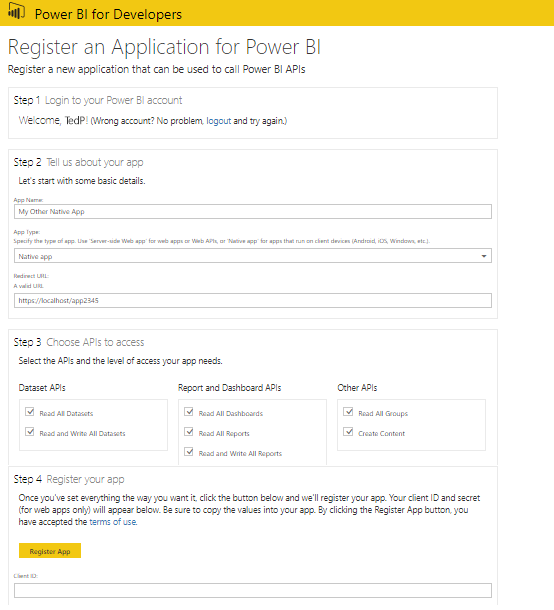 Power BI for Developers
Register an Application for Power BI
Register a new application that can be used to call Power BI APIs
Step 1 Login to your Power BI account
Welcome, TedP! (Wrong account? No problem, logout and try again.)
Step 2 Tell us about your app
Let's start with some basic details.
App Name:
My Other Native App
App Type:
Specify the type of app. Use 'Server-side Web app' for web apps or Web APIs, or 'Native app' for apps that run on client devices (Android, iOS, Windows, etc.).
Native app
Redirect URL:
A valid URL
https://localhost/app2345
Step 3 Choose APIs to access
Select the APIs and the level of access your app needs.
Dataset APIs Report and Dashboard APIs Other APIs
Read All Datasets Read All Dashboards Read All Groups
Read and Write All Datasets Read All Reports Create Content
Read and Write All Reports
Step 4 Register your app
Once you've set everything the way you want it, click the button below and we'll register your app. Your client ID and secret
(for web apps only) will appear below. Be sure to copy the values into your app. By clicking the Register App button, you
have accepted the terms of use.
Register App
Client ID: